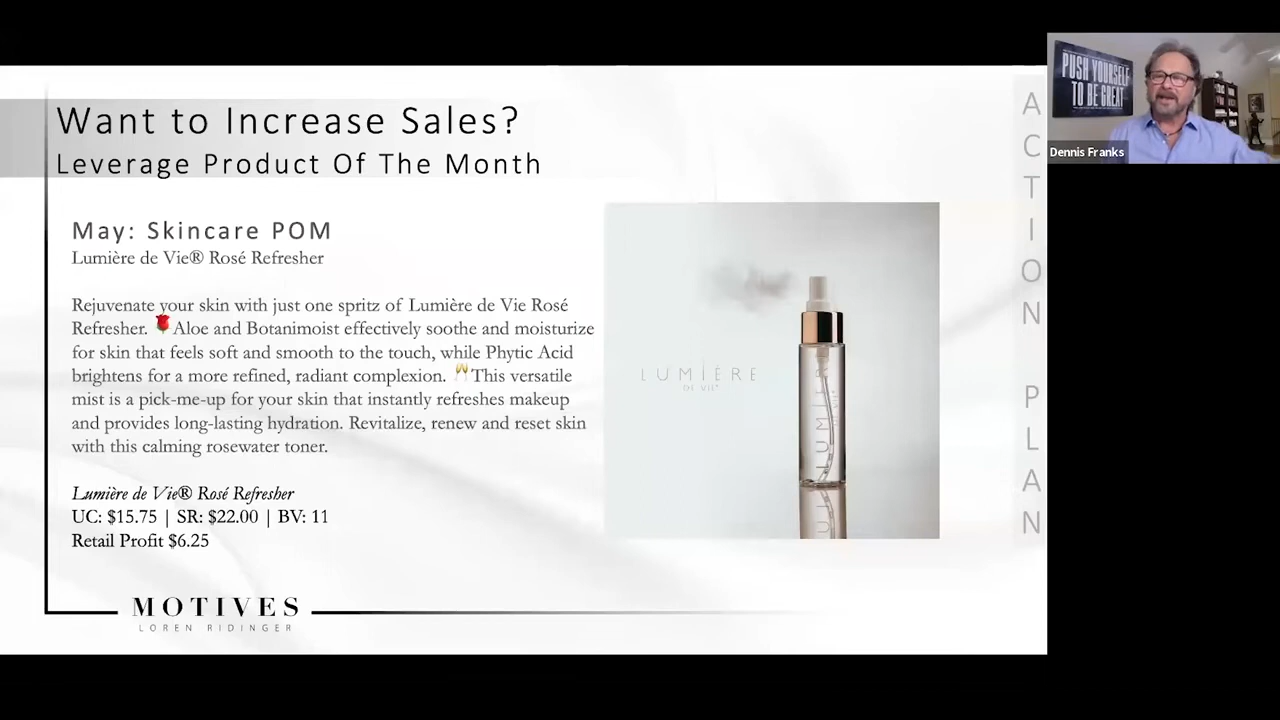 Want to Increase Sales?
Leverage Product Of The Month
May: Skincare POM
Lumière de Vie® Rosé Refresher
Rejuvenate your skin with just one spritz of Lumière de Vie Rosé
Refresher. 🌹Aloe and Botanimoist effectively soothe and moisturize
for skin that feels soft and smooth to the touch, while Phytic Acid
brightens for a more refined, radiant complexion. 🥂This versatile
mist is a pick-me-up for your skin that instantly refreshes makeup
and provides long-lasting hydration. Revitalize, renew and reset skin
with this calming rosewater toner.
Lumière de Vie® Rosé Refresher
UC: $15.75 | SR: $22.00 | BV: 11
Retail Profit $6.25
MOTIVES
LOREN RIDINGER
LUMIÈRE
DE VIE®
LUMIÈRE
ACTION PLAN
PUSH YOURSELF
TO BE GREAT
Dennis Franks